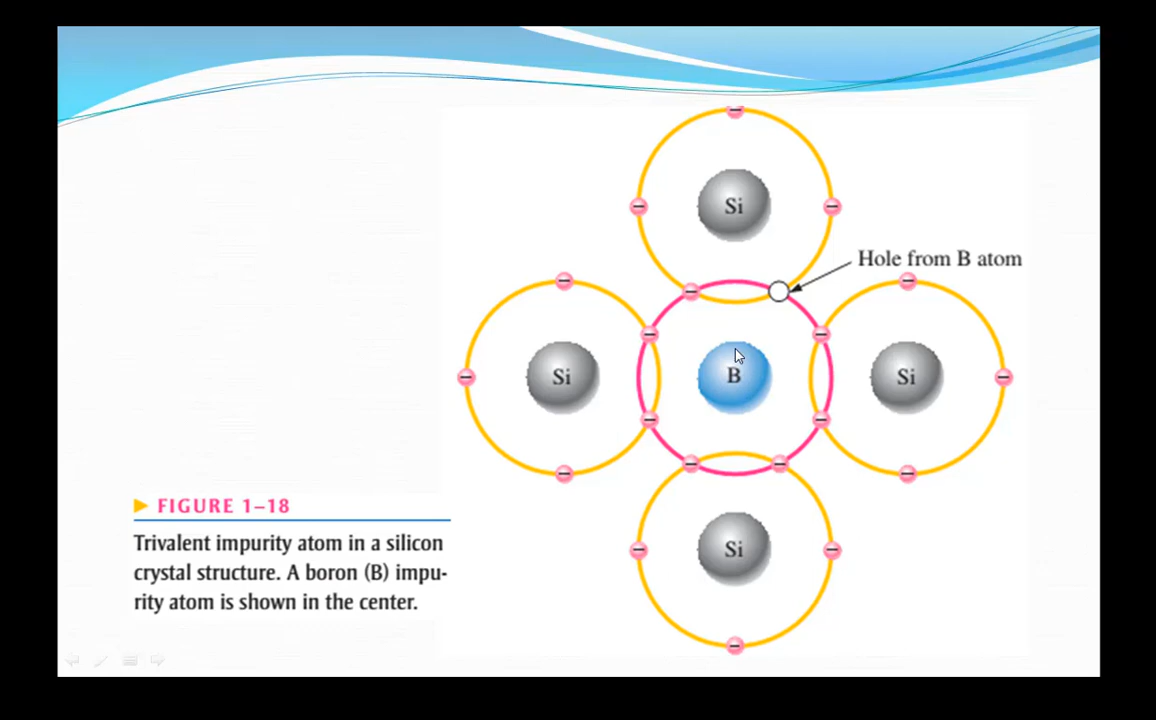 Si
Hole from B atom
Si
B
Si
Si
FIGURE 1–18
Trivalent impurity atom in a silicon
crystal structure. A boron (B) impu-
rity atom is shown in the center.